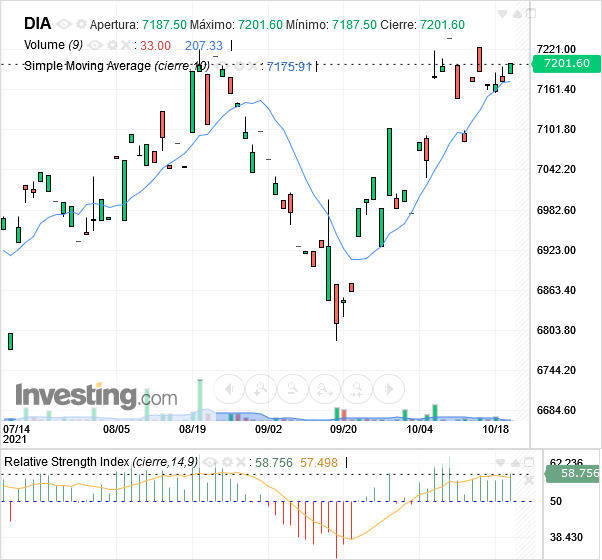 DIA Apertura: 7187.50 Máximo: 7201.60 Mínimo: 7187.50 Cierre: 7201.60
Volume (9) : 33.00 207.33
Simple Moving Average (cierre,10) : 7175.91
7221.00
7201.60
7161.40
7101.80
7042.20
6982.60
6923.00
6863.40
6803.80
6744.20
6684.60
Investing.com
07/14 08/05 08/19 09/02 09/20 10/04 10/18
2021
Relative Strength Index (cierre,14,9) : 58.756 57.498
62.236
58.756
50
38.430